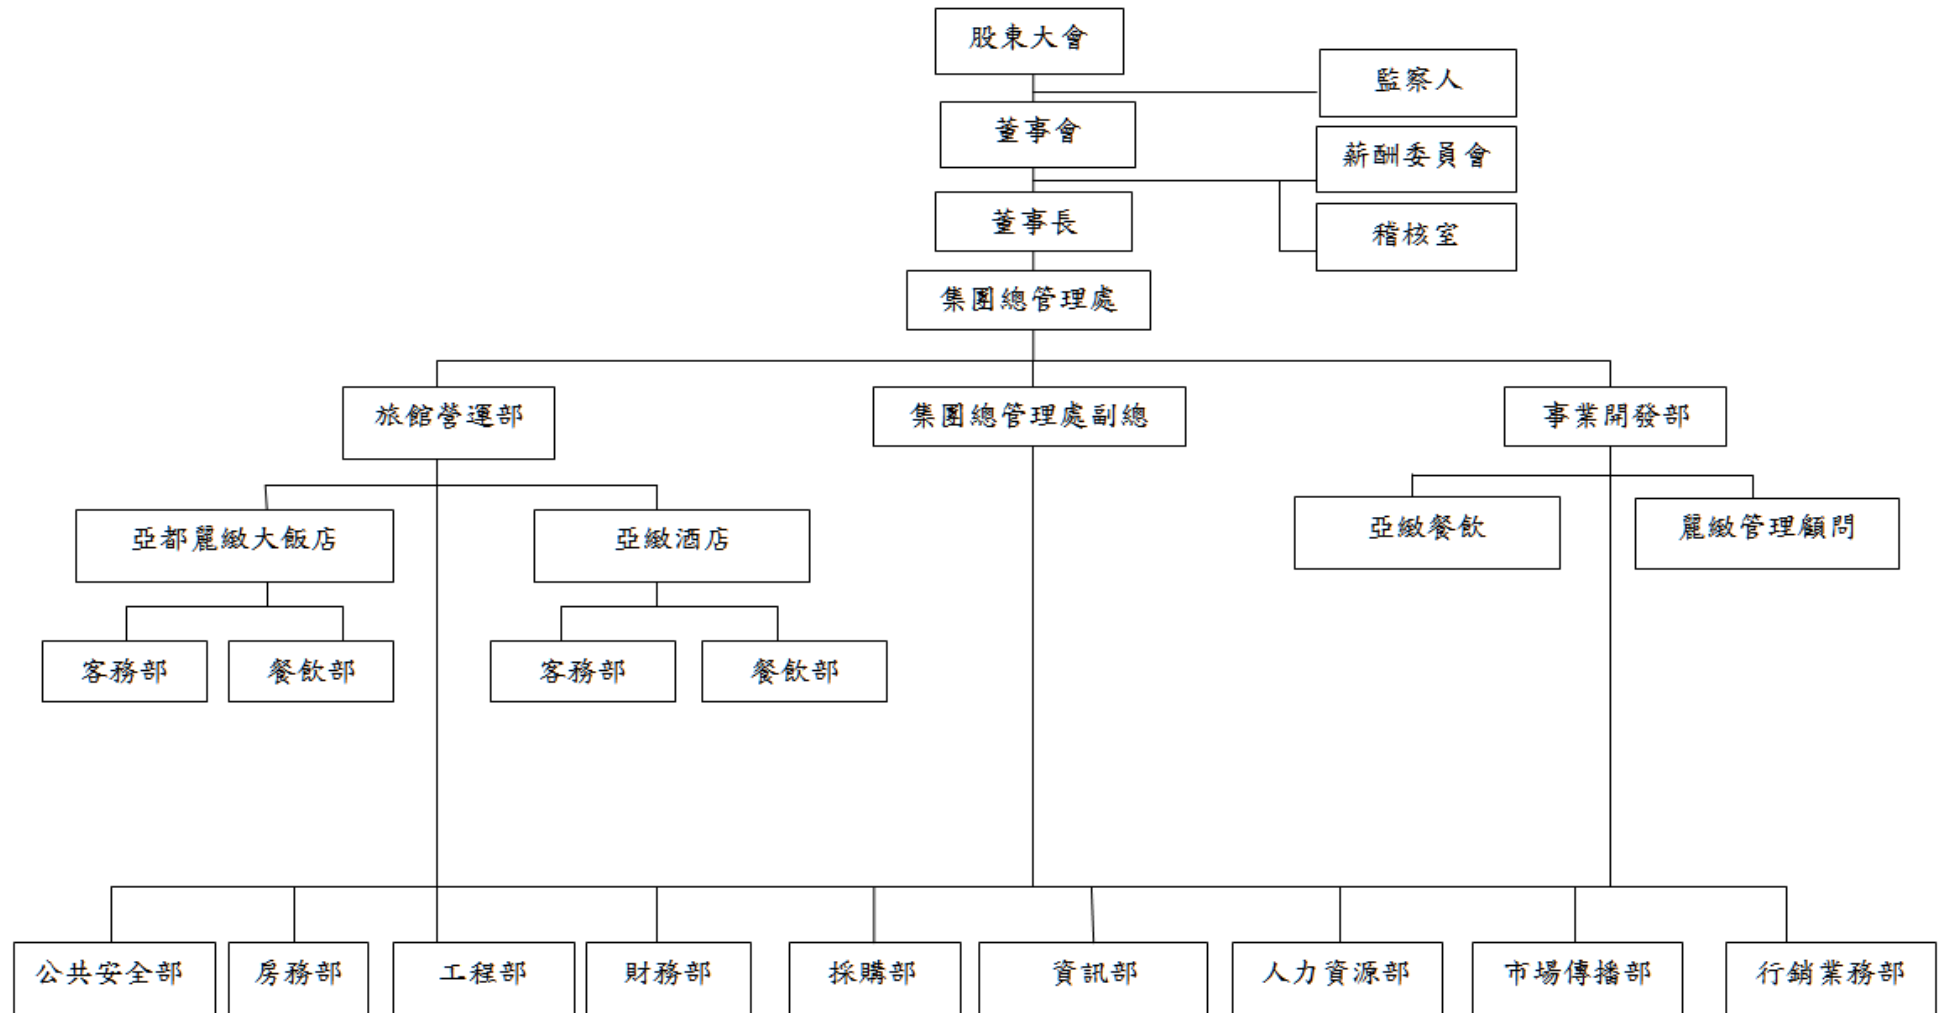 股東大會
監察人
董事會
薪酬委員會
董事長
稽核室
集團總管理處
旅館營運部
集團總管理處副總
事業開發部
亞都麗緻大飯店
亞緻酒店
亞緻餐飲
麗緻管理顧問
客務部
餐飲部
客務部
餐飲部
公共安全部
房務部
工程部
財務部
採購部
資訊部
人力資源部
市場傳播部
行銷業務部